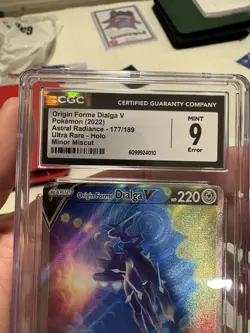 CGC
CERTIFIED GUARANTY COMPANY
Origin Forme Dialga V
Pokémon (2022)
Astral Radiance - 177/189
Ultra Rare - Holo
Minor Miscut
MINT
9
Error
6099924010
BASIC
Origin Forme Dialga V
220